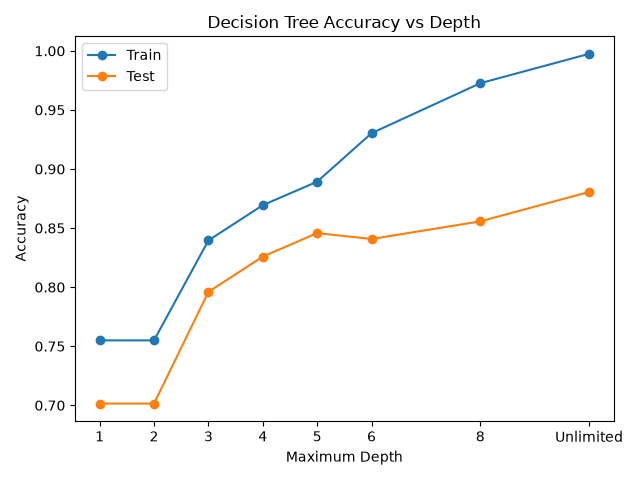 Decision Tree Accuracy vs Depth
Train
Test
1.00
0.95
0.90
0.85
0.80
0.75
0.70
Accuracy
1 2 3 4 5 6 8 Unlimited
Maximum Depth